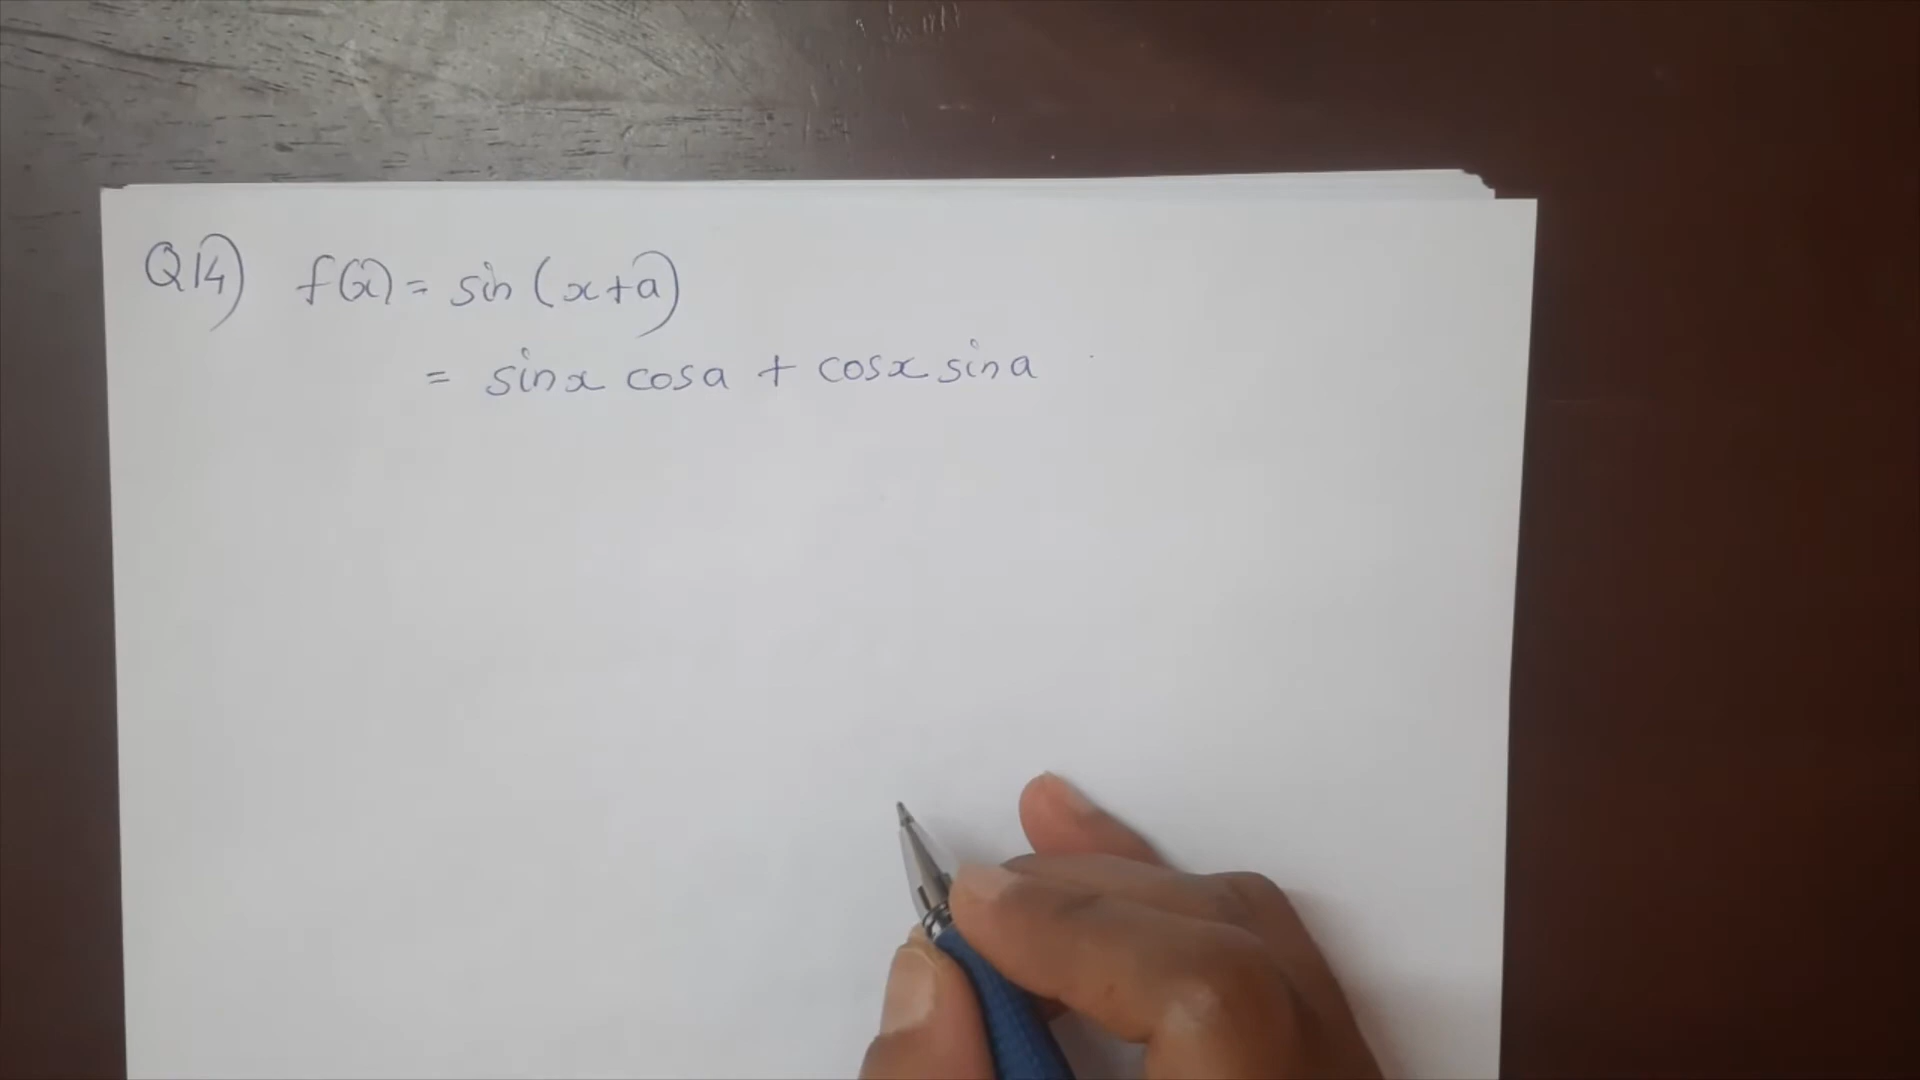 Q14) f(x) = sin (x+a)
= sinx cosa + cosx sina